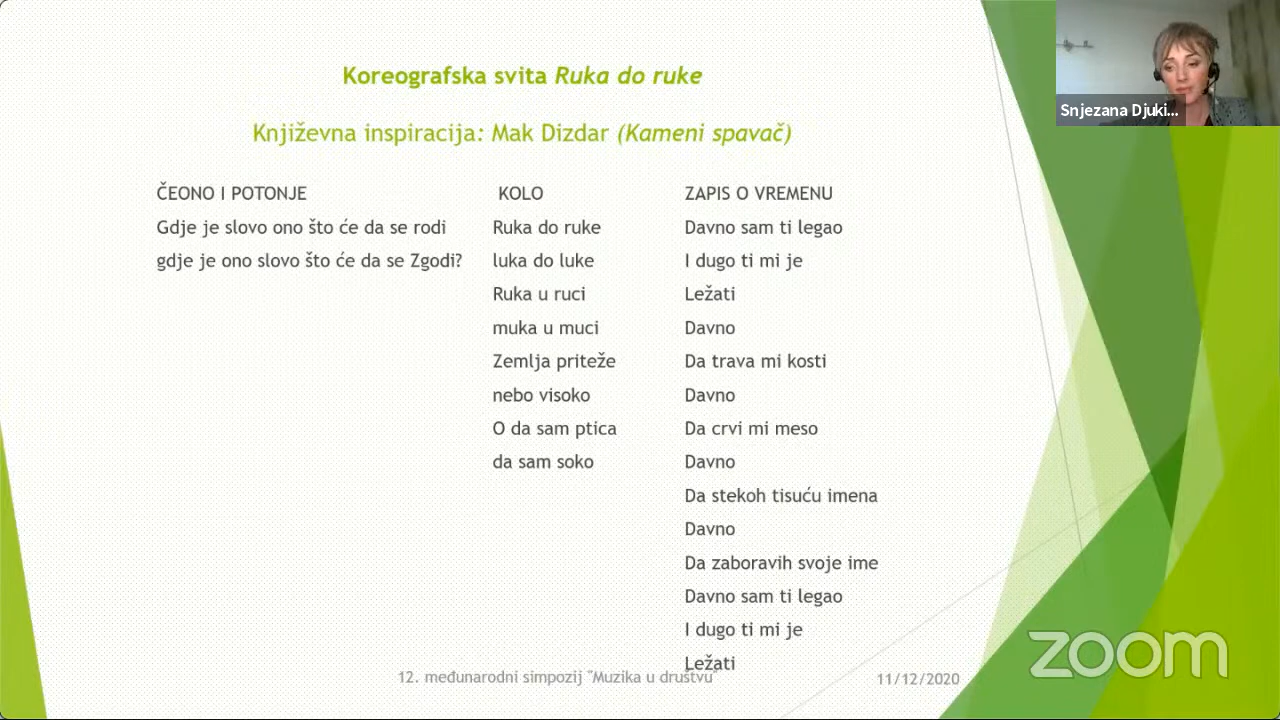 Koreografska svita Ruka do ruke
Književna inspiracija: Mak Dizdar (Kameni spavač)
ČEONO I POTONJE
Gdje je slovo ono što će da se rodi
gdje je ono slovo što će da se Zgodi?
KOLO
Ruka do ruke
luka do luke
Ruka u ruci
muka u muci
Zemlja priteže
nebo visoko
O da sam ptica
da sam soko
ZAPIS O VREMENU
Davno sam ti legao
I dugo ti mi je
Ležati
Davno
Da trava mi kosti
Davno
Da crvi mi meso
Davno
Da stekoh tisuću imena
Davno
Da zaboravih svoje ime
Davno sam ti legao
I dugo ti mi je
Ležati
12. međunarodni simpozij "Muzika u društvu"
11/12/2020
Snjezana Djuki...
zoom